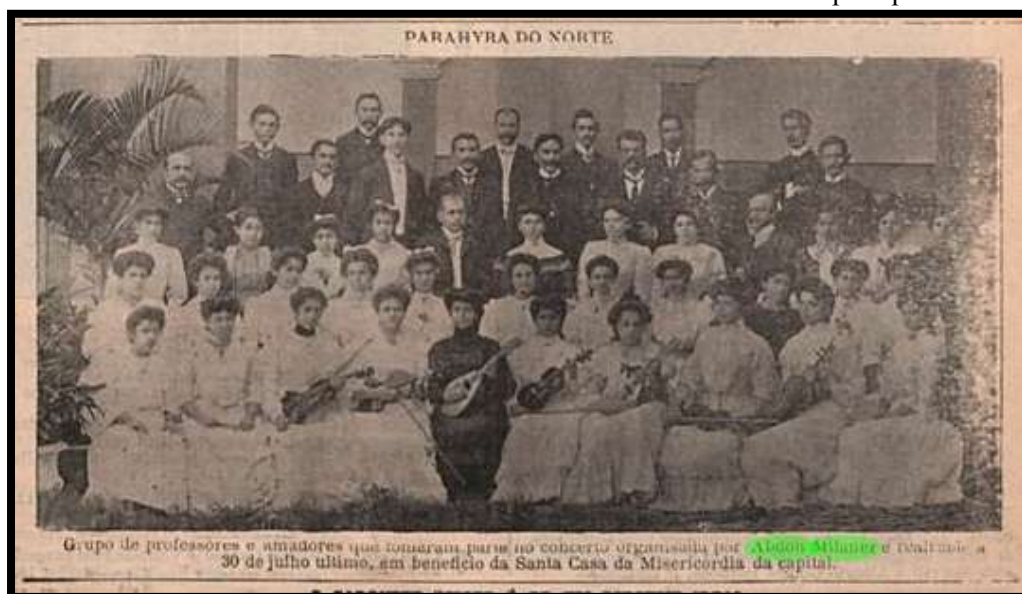 PARAHYBA DO NORTE
Grupo de professores e amadores que tomaram parte no concerto organisada por Abdon Milanez e realisado a
30 de julho ultimo, em beneficio da Santa Casa da Misericordia da capital.